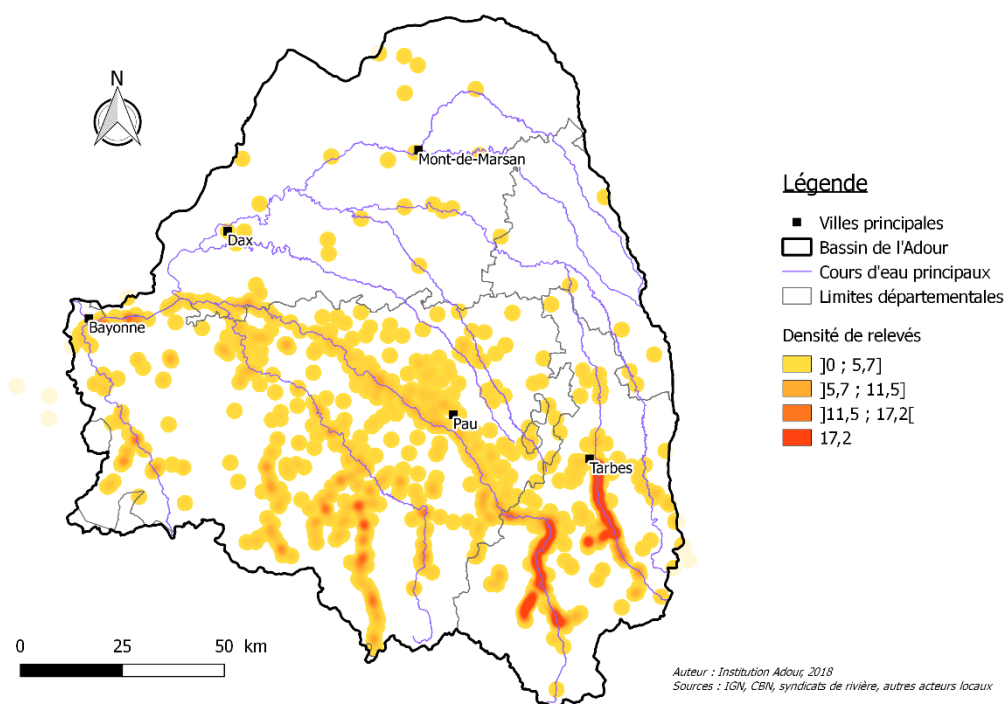 N
Mont-de-Marsan
Dax
Bayonne
Pau
Tarbes
Légende
Villes principales
Bassin de l'Adour
Cours d'eau principaux
Limites départementales
Densité de relevés
]0 ; 5,7]
]5,7 ; 11,5]
]11,5 ; 17,2[
17,2
0 25 50 km
Auteur : Institution Adour, 2018
Sources : IGN, CBN, syndicats de rivière, autres acteurs locaux